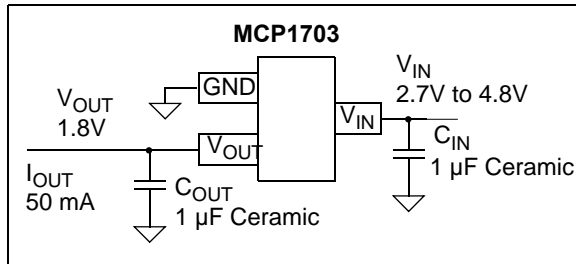 MCP1703
GND
V_OUT
V_IN
V_OUT
1.8V
I_OUT
50 mA
C_OUT
1 µF Ceramic
V_IN
2.7V to 4.8V
C_IN
1 µF Ceramic